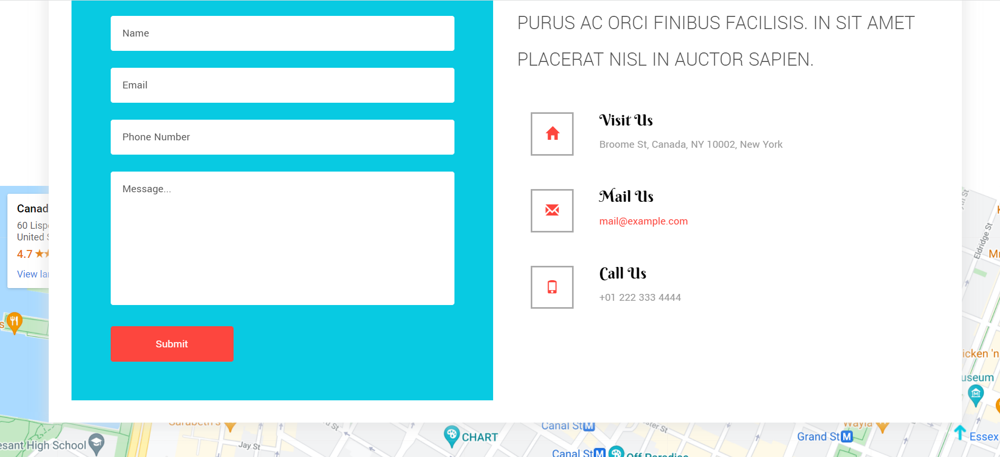 Name
Email
Phone Number
Message...
Submit
PURUS AC ORCI FINIBUS FACILISIS. IN SIT AMET
PLACERAT NISL IN AUCTOR SAPIEN.
Visit Us
Broome St, Canada, NY 10002, New York
Mail Us
mail@example.com
Call Us
+01 222 333 4444
Canad
60 Lisp
United
4.7
View
Eldridge St
icken 'n
useum
Sarabeth's
Canal St M
Wayla
Jay St
CHART
Grand St M
Essex
esant High School
Canal St M
Off Paradise